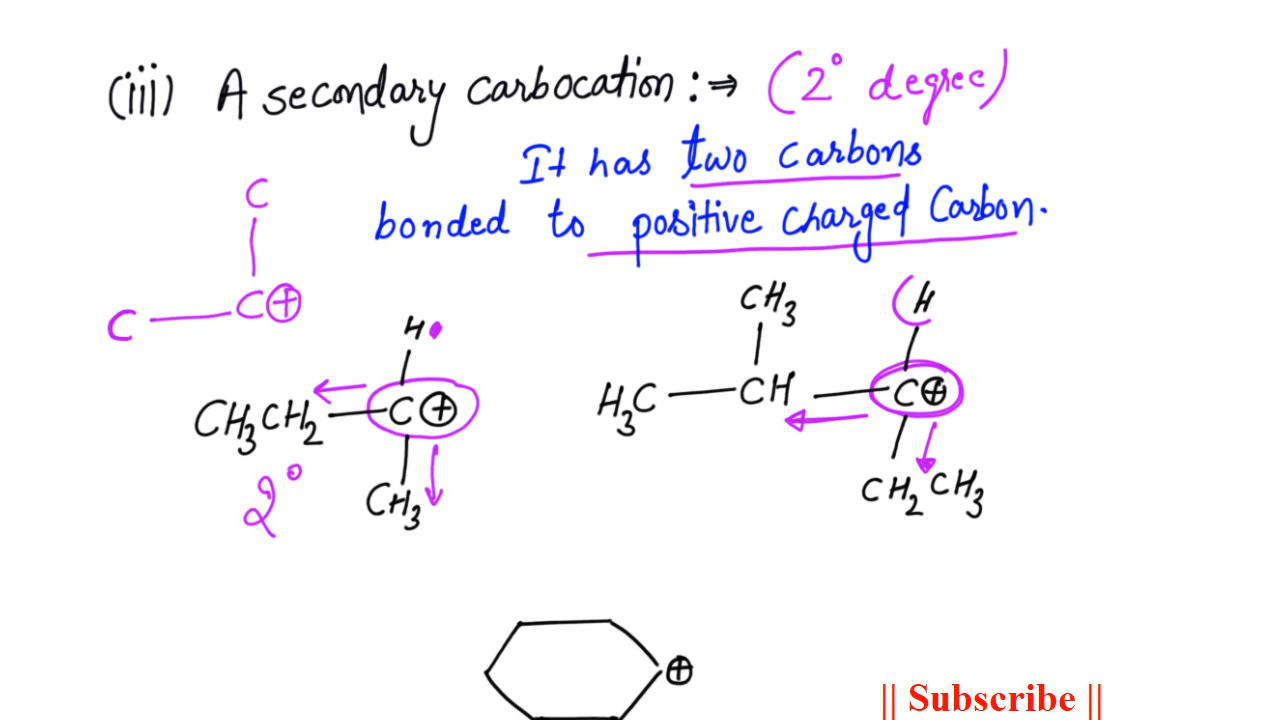 (iii) A secondary carbocation :⇒ (2° degree)
It has two carbons
bonded to positive charged Carbon.
C
C C⊕
H
CH3CH2 C⊕
CH3
2°
CH3 (H
H3C CH C⊕
CH2CH3
⊕
|| Subscribe ||